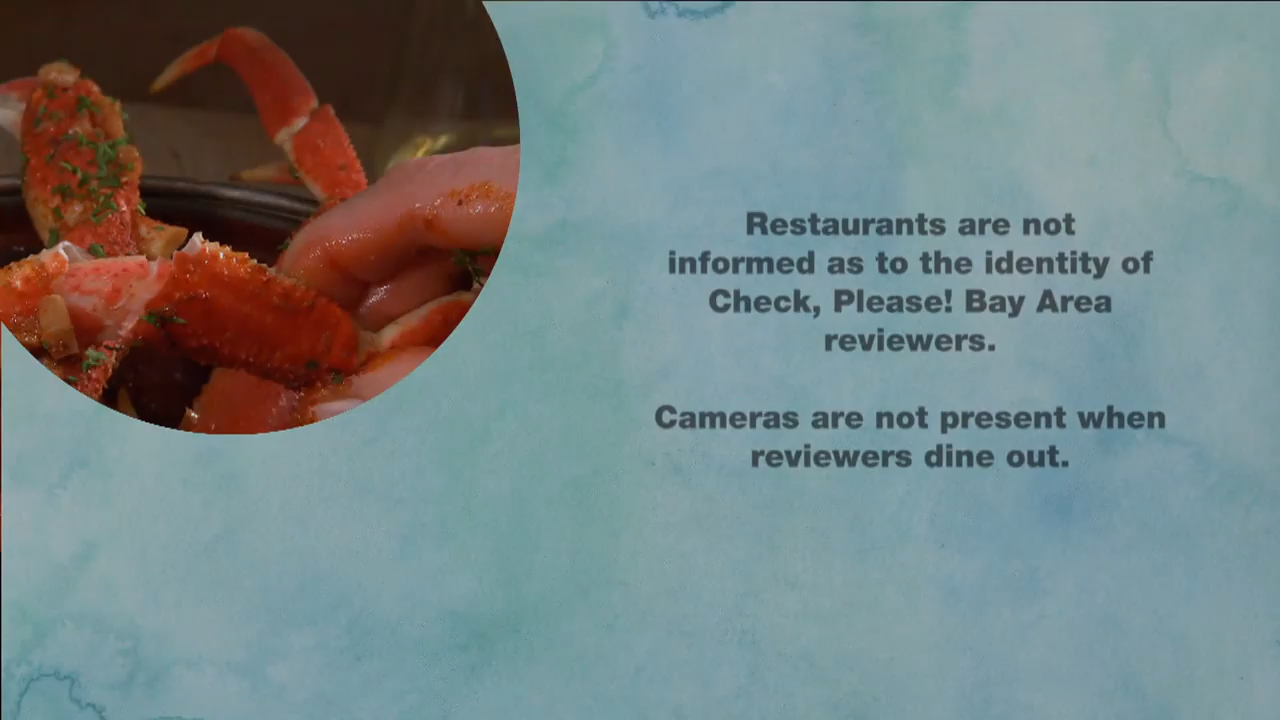 Restaurants are not
informed as to the identity of
Check, Please! Bay Area
reviewers.
Cameras are not present when
reviewers dine out.